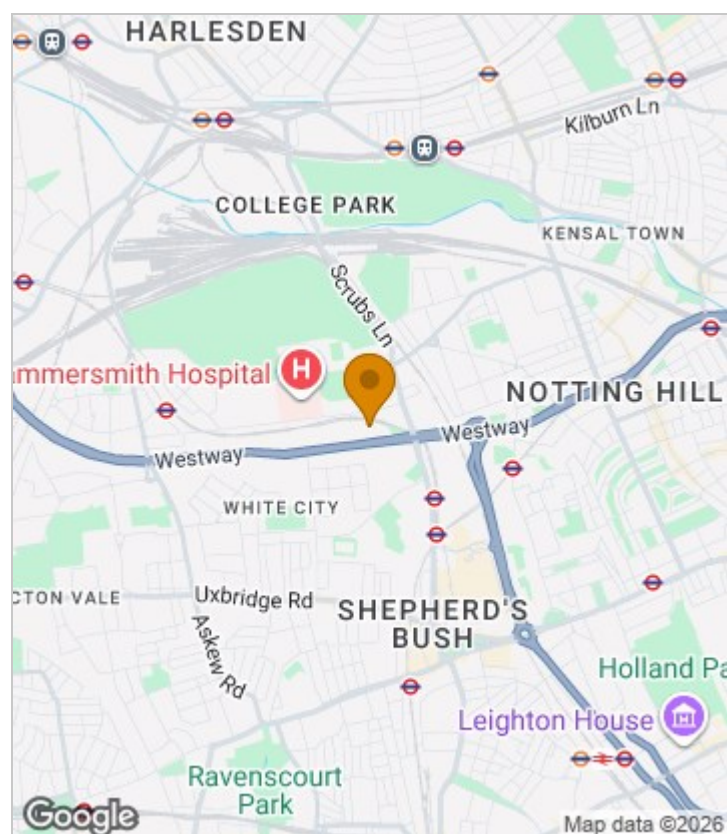 HARLESDEN
Kilburn Ln
COLLEGE PARK
KENSAL TOWN
Scrubs Ln
ammersmith Hospital
H
NOTTING HILL
Westway
Westway
WHITE CITY
CTON VALE
Uxbridge Rd
SHEPHERD'S
BUSH
Askew Rd
Holland Pa
Leighton House
Ravenscourt
Park
Google
Map data ©2026